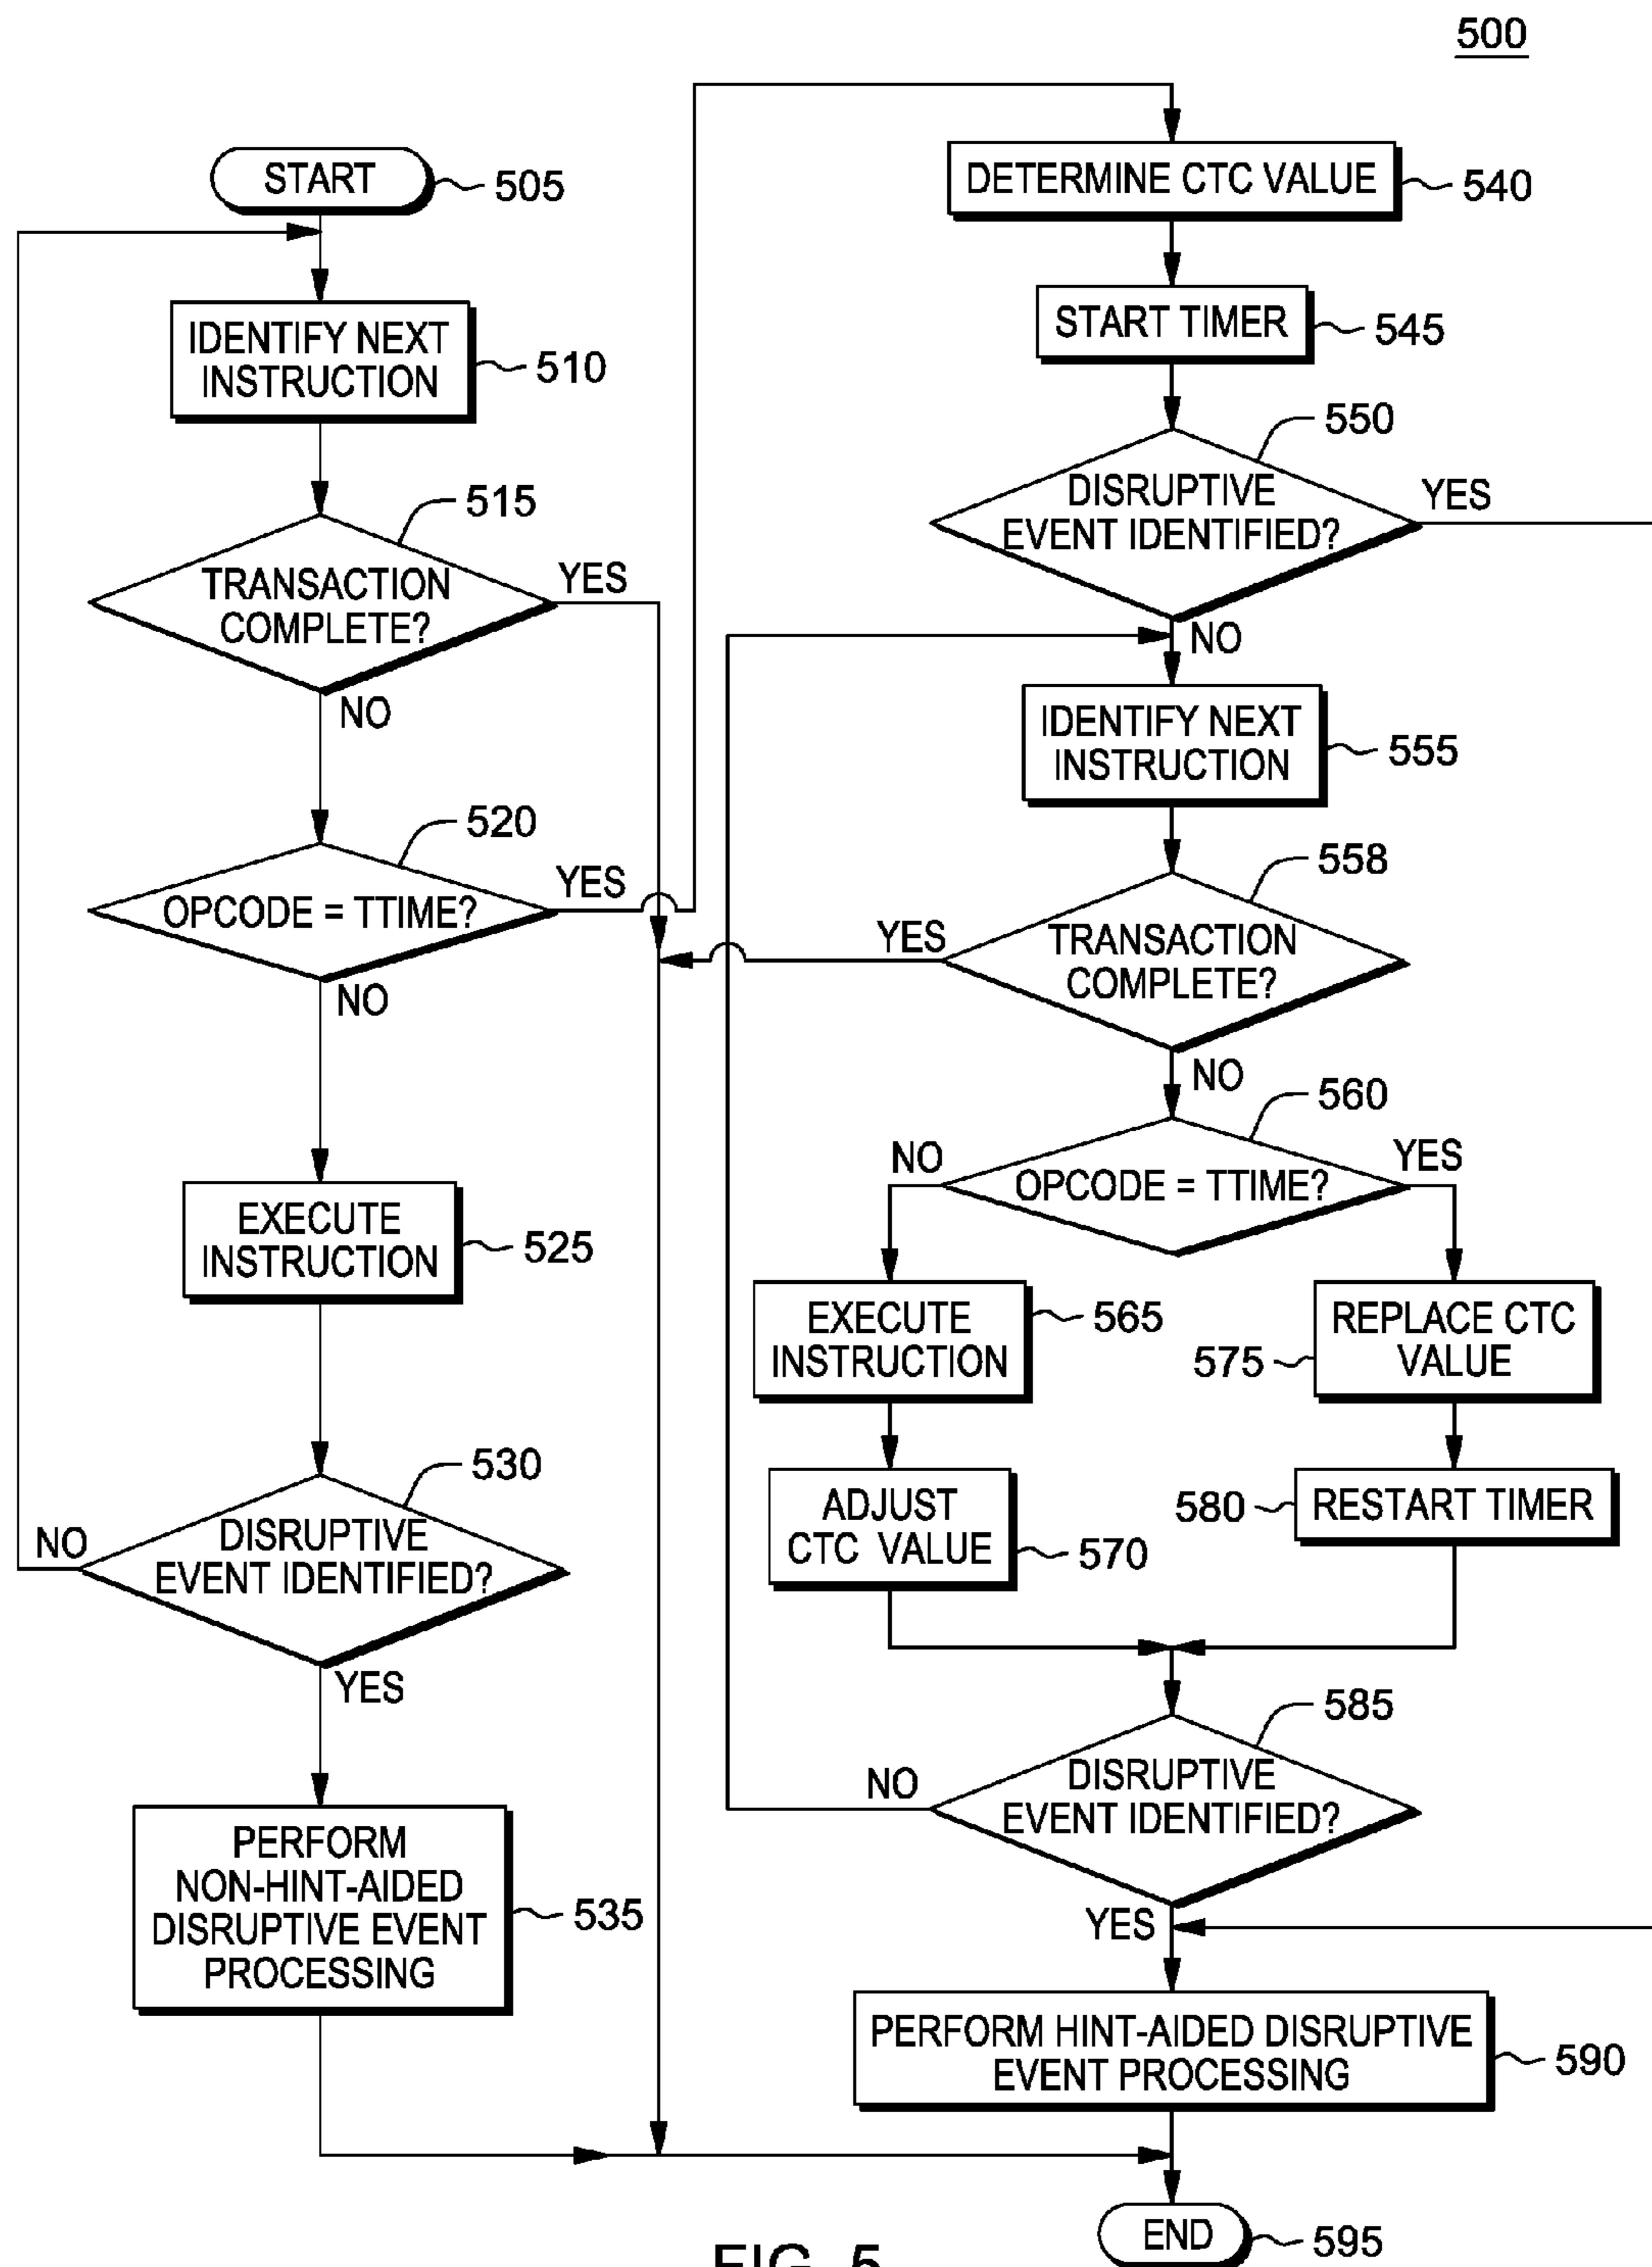 500
START
505
IDENTIFY NEXT
INSTRUCTION
510
515
TRANSACTION
COMPLETE?
YES
NO
520
OPCODE = TTIME?
YES
NO
EXECUTE
INSTRUCTION
525
530
DISRUPTIVE
EVENT IDENTIFIED?
NO
YES
PERFORM
NON-HINT-AIDED
DISRUPTIVE EVENT
PROCESSING
535
DETERMINE CTC VALUE
540
START TIMER
545
550
DISRUPTIVE
EVENT IDENTIFIED?
YES
NO
IDENTIFY NEXT
INSTRUCTION
555
558
TRANSACTION
COMPLETE?
YES
NO
560
OPCODE = TTIME?
NO
YES
EXECUTE
INSTRUCTION
565
ADJUST
CTC VALUE
570
REPLACE CTC
VALUE
575
RESTART TIMER
580
585
DISRUPTIVE
EVENT IDENTIFIED?
NO
YES
PERFORM HINT-AIDED DISRUPTIVE
EVENT PROCESSING
590
END
595
FIG. 5